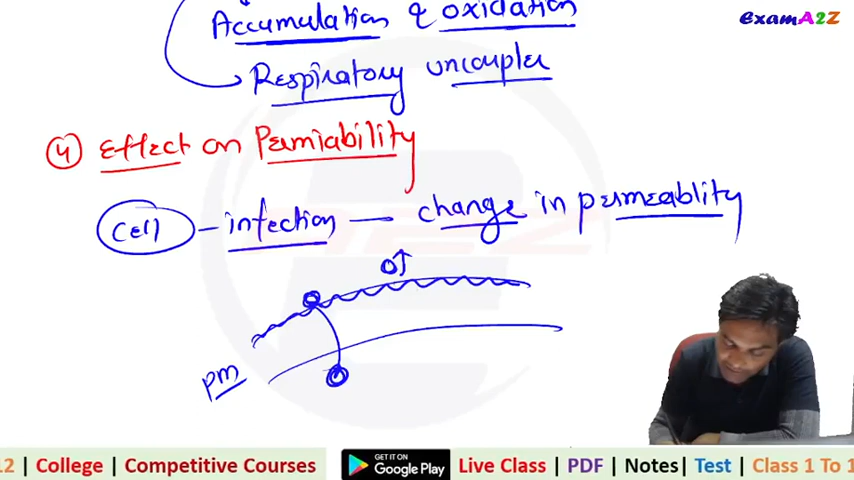 Accumulation & oxidation
ExamA2Z
Respiratory uncoupler
④ Effect on Permiability
Cell - infection — change in permeablity
O↑
pm
12 | College | Competitive Courses
GET IT ON
Google Play
Live Class | PDF | Notes | Test | Class 1 To 1